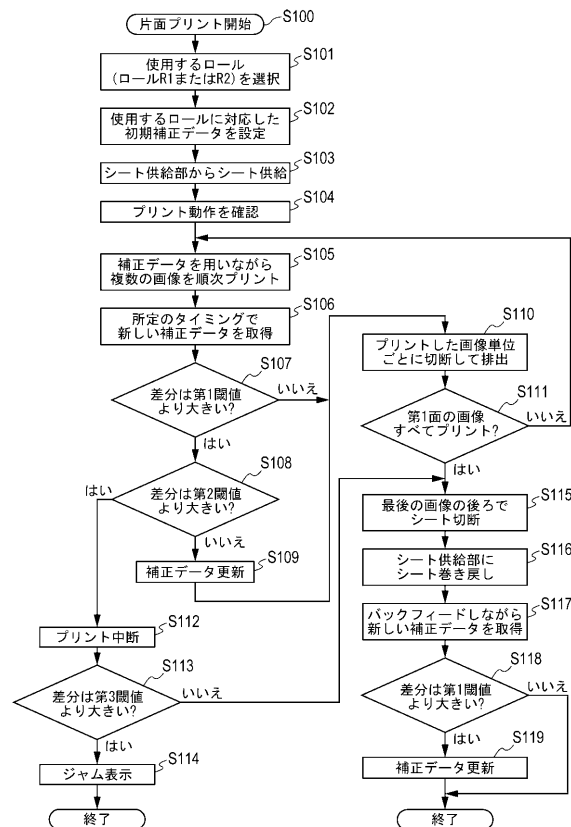 片面プリント開始
S100
使用するロール
(ロールR1またはR2)を選択
S101
使用するロールに対応した
初期補正データを設定
S102
シート供給部からシート供給
S103
プリント動作を確認
S104
補正データを用いながら
複数の画像を順次プリント
S105
所定のタイミングで
新しい補正データを取得
S106
差分は第1閾値
より大きい?
S107
いいえ
はい
差分は第2閾値
より大きい?
S108
はい
いいえ
補正データ更新
S109
プリントした画像単位
ごとに切断して排出
S110
第1面の画像
すべてプリント?
S111
いいえ
はい
プリント中断
S112
差分は第3閾値
より大きい?
S113
いいえ
はい
ジャム表示
S114
終了
最後の画像の後ろで
シート切断
S115
シート供給部に
シート巻き戻し
S116
バックフィードしながら
新しい補正データを取得
S117
差分は第1閾値
より大きい?
S118
いいえ
はい
補正データ更新
S119
終了